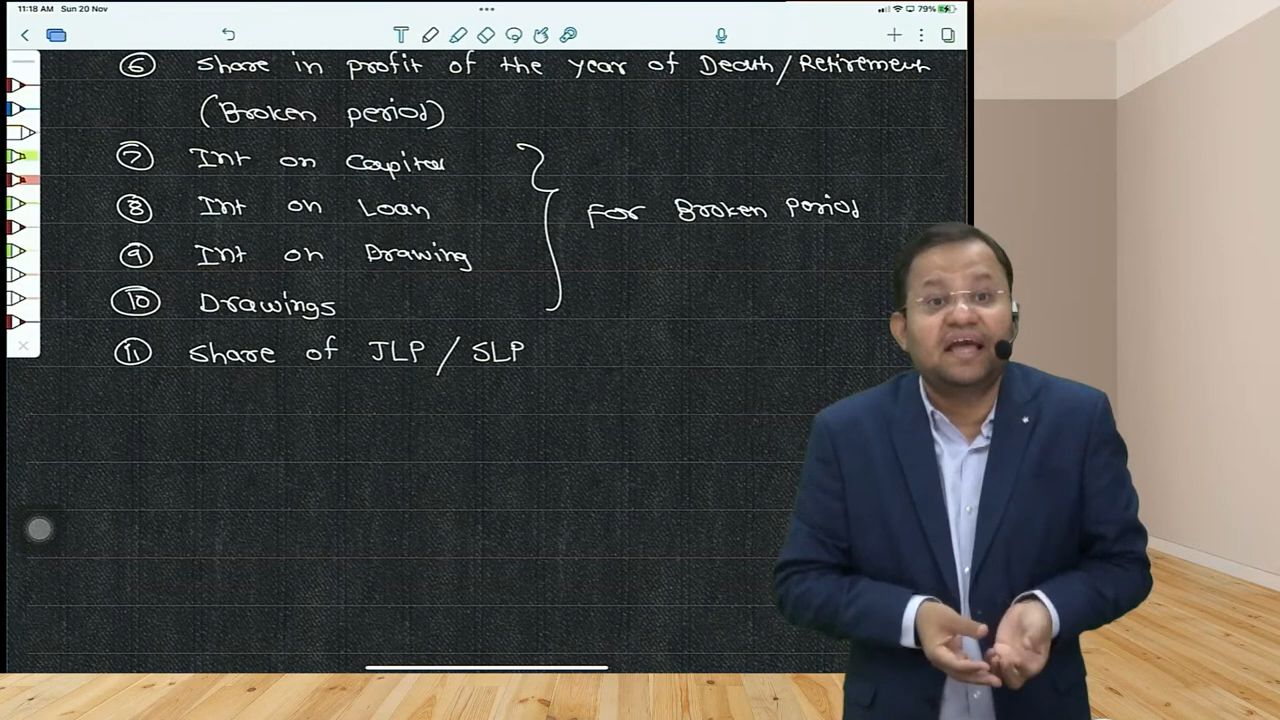 11:18 AM Sun 20 Nov
79%
⑥ Share in profit of the year of Death/Retirement
(Broken period)
⑦ Int on Capital
⑧ Int on Loan
For Broken Period
⑨ Int on Drawing
⑩ Drawings
⑪ Share of JLP / SLP